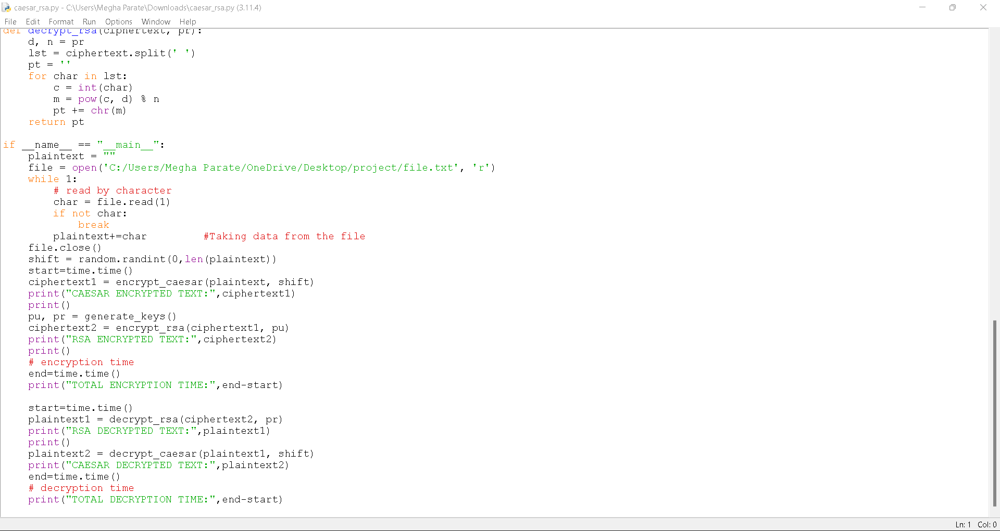 caesar_rsa.py - C:\Users\Megha Parate\Downloads\caesar_rsa.py (3.11.4)
File Edit Format Run Options Window Help
def decrypt_rsa(ciphertext, pr):
    d, n = pr
    lst = ciphertext.split(' ')
    pt = ''
    for char in lst:
        c = int(char)
        m = pow(c, d) % n
        pt += chr(m)
    return pt

if __name__ == "__main__":
    plaintext = ""
    file = open('C:/Users/Megha Parate/OneDrive/Desktop/project/file.txt', 'r')
    while 1:
        # read by character
        char = file.read(1)
        if not char:
            break
        plaintext+=char         #Taking data from the file
    file.close()
    shift = random.randint(0,len(plaintext))
    start=time.time()
    ciphertext1 = encrypt_caesar(plaintext, shift)
    print("CAESAR ENCRYPTED TEXT:",ciphertext1)
    print()
    pu, pr = generate_keys()
    ciphertext2 = encrypt_rsa(ciphertext1, pu)
    print("RSA ENCRYPTED TEXT:",ciphertext2)
    print()
    # encryption time
    end=time.time()
    print("TOTAL ENCRYPTION TIME:",end-start)

    start=time.time()
    plaintext1 = decrypt_rsa(ciphertext2, pr)
    print("RSA DECRYPTED TEXT:",plaintext1)
    print()
    plaintext2 = decrypt_caesar(plaintext1, shift)
    print("CAESAR DECRYPTED TEXT:",plaintext2)
    end=time.time()
    # decryption time
    print("TOTAL DECRYPTION TIME:",end-start)
Ln: 1 Col: 0